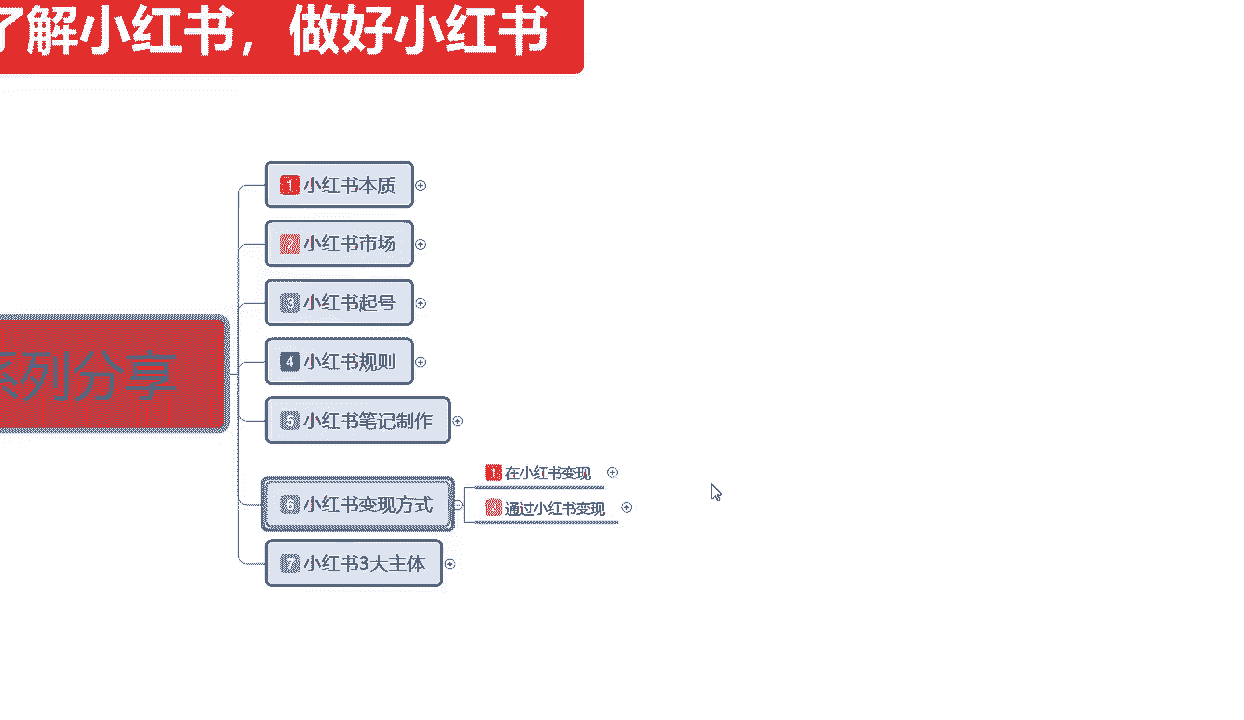 了解小红书，做好小红书
1 小红书本质
2 小红书市场
3 小红书起号
4 小红书规则
系列分享
5 小红书笔记制作
6 小红书变现方式
1 在小红书变现
2 通过小红书变现
7 小红书3大主体